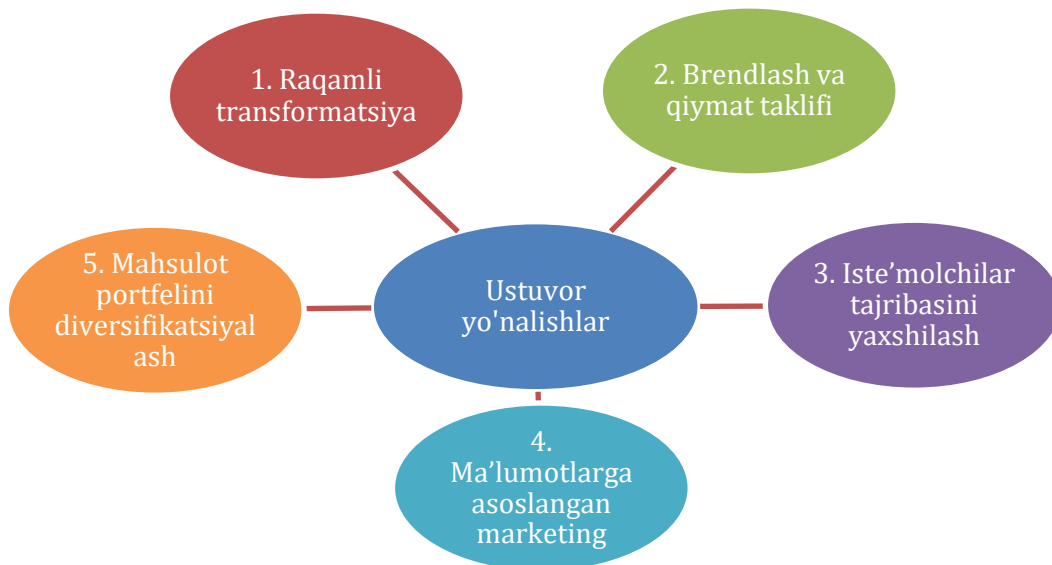 1. Raqamli
transformatsiya
2. Brendlash va
qiymat taklifi
5. Mahsulot
portfelini
diversifikatsiyal
ash
Ustuvor
yo'nalishlar
3. Iste’molchilar
tajribasini
yaxshilash
4.
Ma’lumotlarga
asoslangan
marketing